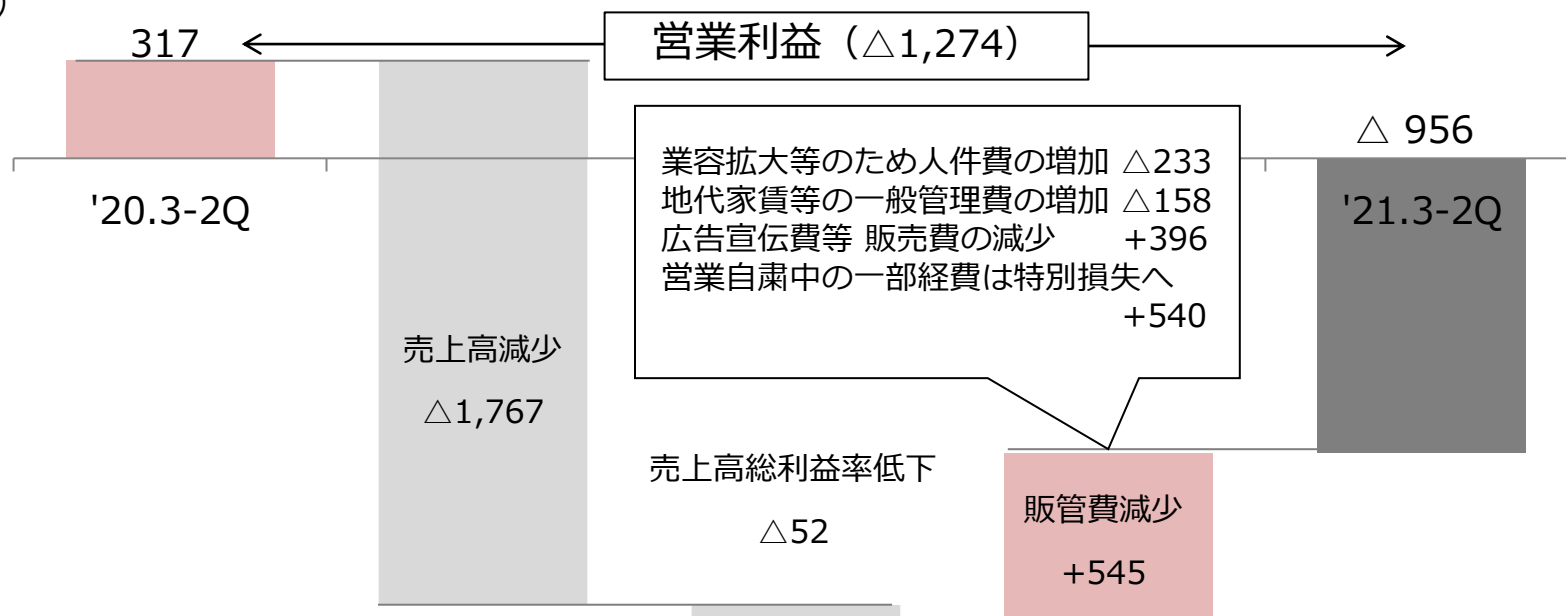 )
317
営業利益（△1,274）
△ 956
'20.3-2Q
業容拡大等のため人件費の増加 △233
地代家賃等の一般管理費の増加 △158
広告宣伝費等 販売費の減少 +396
営業自粛中の一部経費は特別損失へ
+540
'21.3-2Q
売上高減少
△1,767
売上高総利益率低下
△52
販管費減少
+545